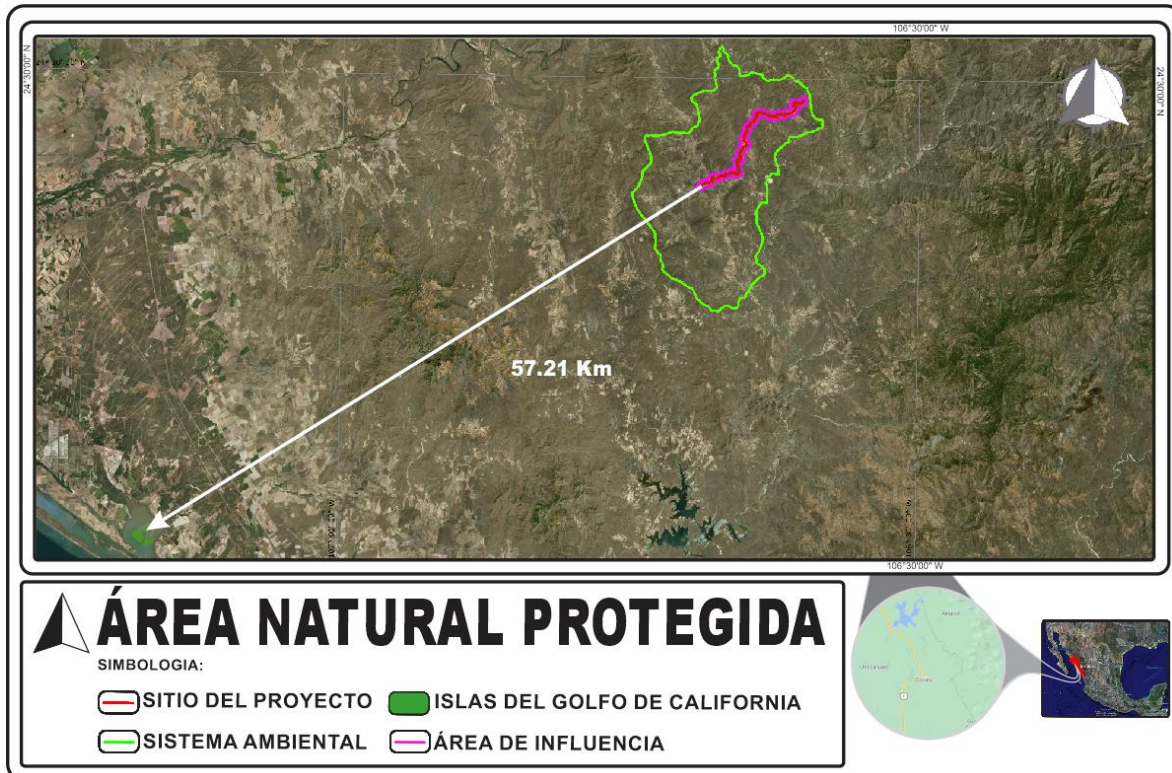 106°30'00" W
24°30'00" N
24°30'00" N
57.21 Km
106°30'00" W
ÁREA NATURAL PROTEGIDA
SIMBOLOGIA:
SITIO DEL PROYECTO
ISLAS DEL GOLFO DE CALIFORNIA
SISTEMA AMBIENTAL
ÁREA DE INFLUENCIA